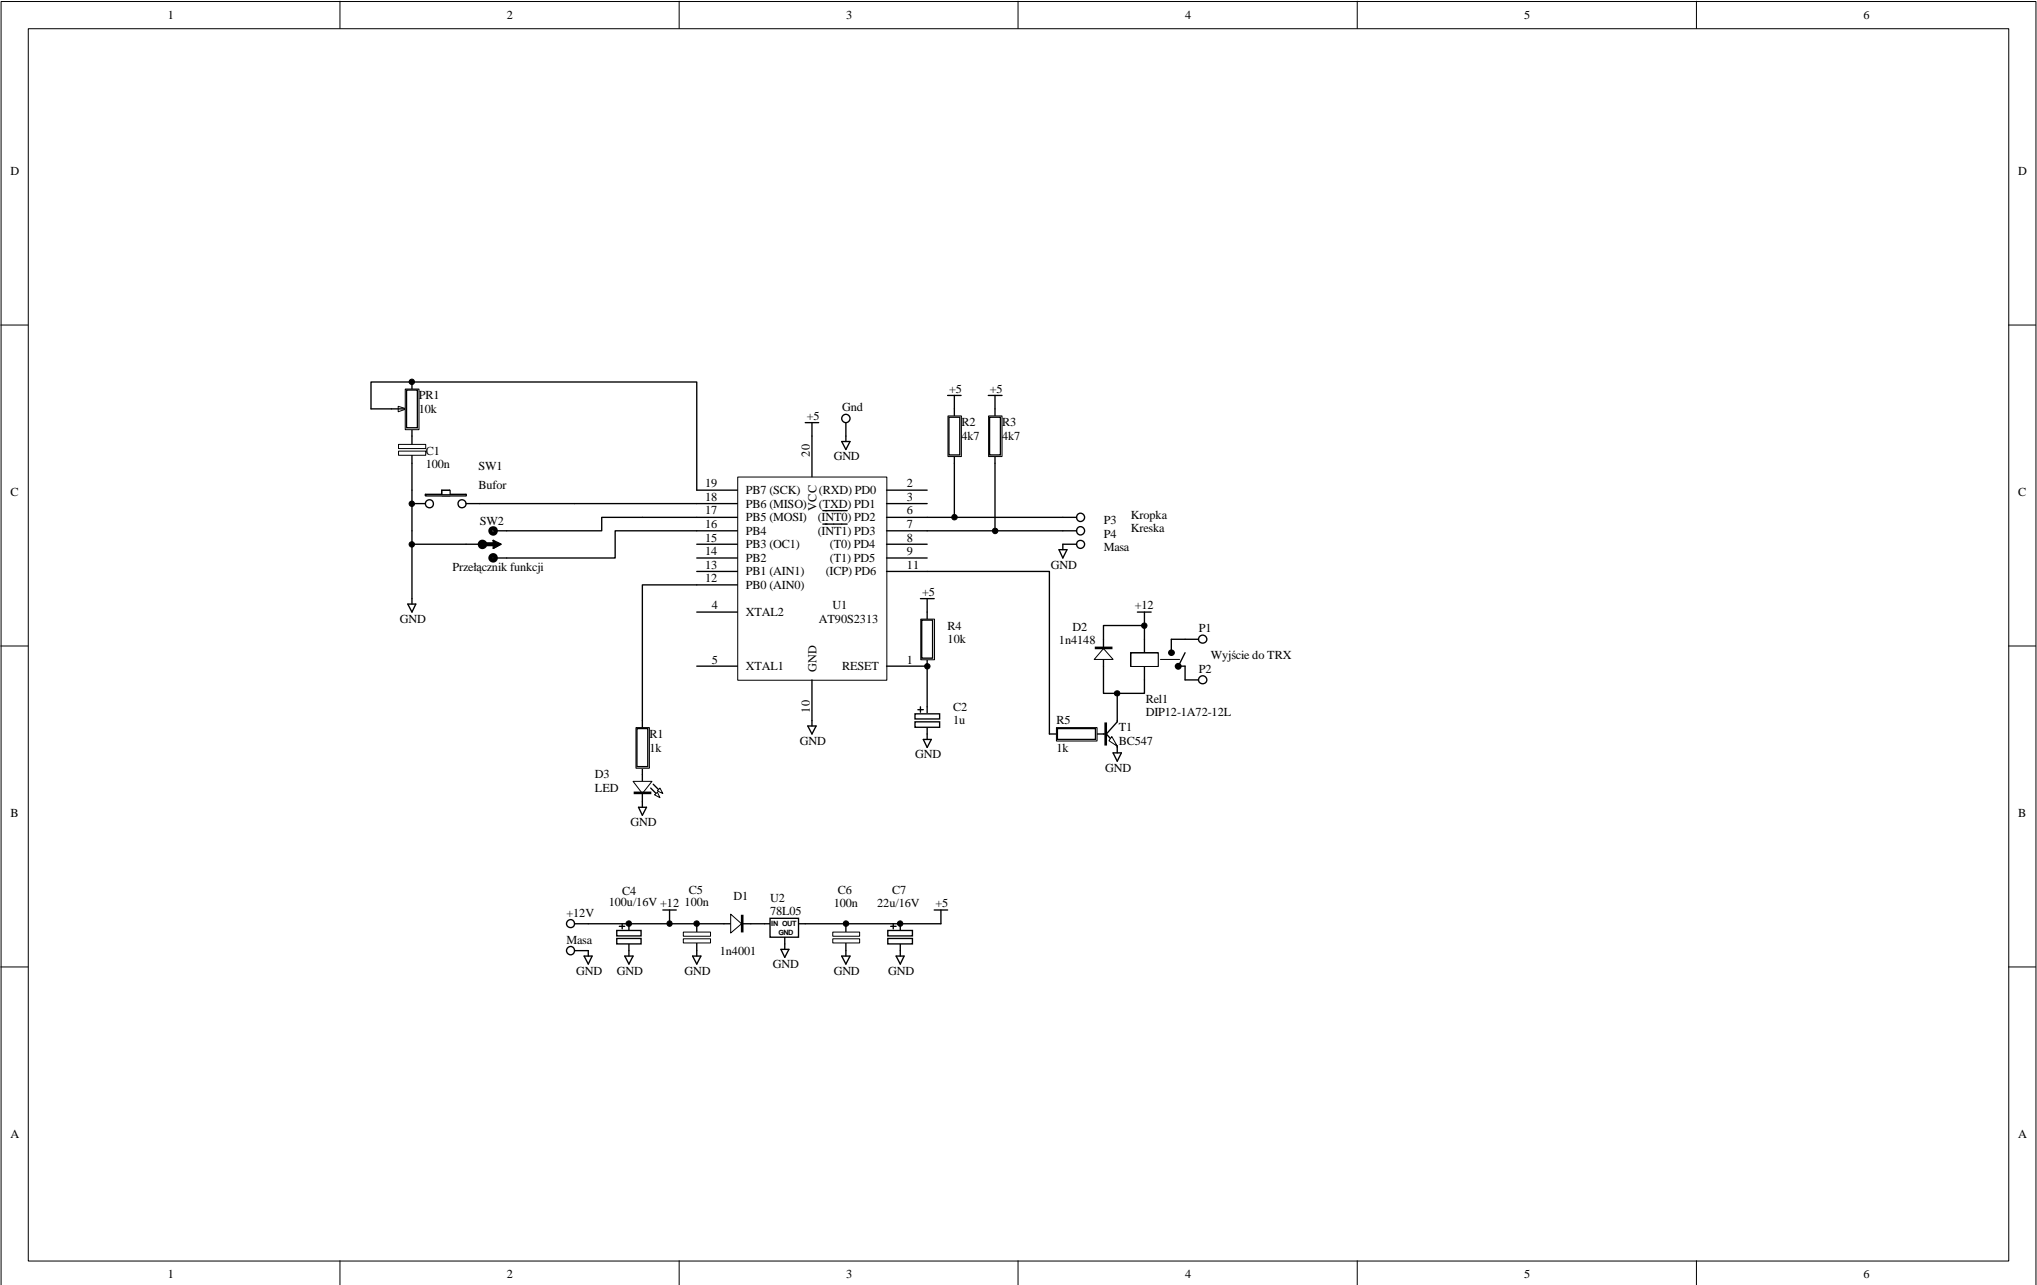 1 2 3 4 5 6
D D
PR1
10k
C1
100n
SW1
Bufor
SW2
Przełącznik funkcji
GND
+5
Gnd
GND
20
+5 +5
R2 R3
4k7 4k7
19 PB7 (SCK) VCC (RXD) PD0 2
18 PB6 (MISO) (TXD) PD1 3
17 PB5 (MOSI) (INT0) PD2 6
16 PB4 (INT1) PD3 7
15 PB3 (OC1) (T0) PD4 8
14 PB2 (T1) PD5 9
13 PB1 (AIN1) (ICP) PD6 11
12 PB0 (AIN0)
4 XTAL2
U1
AT90S2313
5 XTAL1 GND RESET 1
10
GND
C C
P3 Kropka
P4 Kreska
Masa
GND
+5
R4
10k
C2
+ 1u
GND
+12
D2
1n4148
P1
Wyjście do TRX
P2
Rel1
DIP12-1A72-12L
R5
1k
T1
BC547
GND
R1
1k
D3
LED
GND
B B
+12V
Masa
GND
C4
100u/16V
+
GND
+12
C5
100n
GND
D1
1n4001
U2
78L05
IN OUT
GND
GND
C6
100n
GND
C7
22u/16V
+
GND
+5
A A
1 2 3 4 5 6